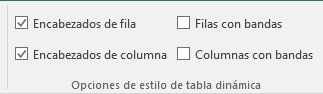 Encabezados de fila
Filas con bandas
Encabezados de columna
Columnas con bandas
Opciones de estilo de tabla dinámica